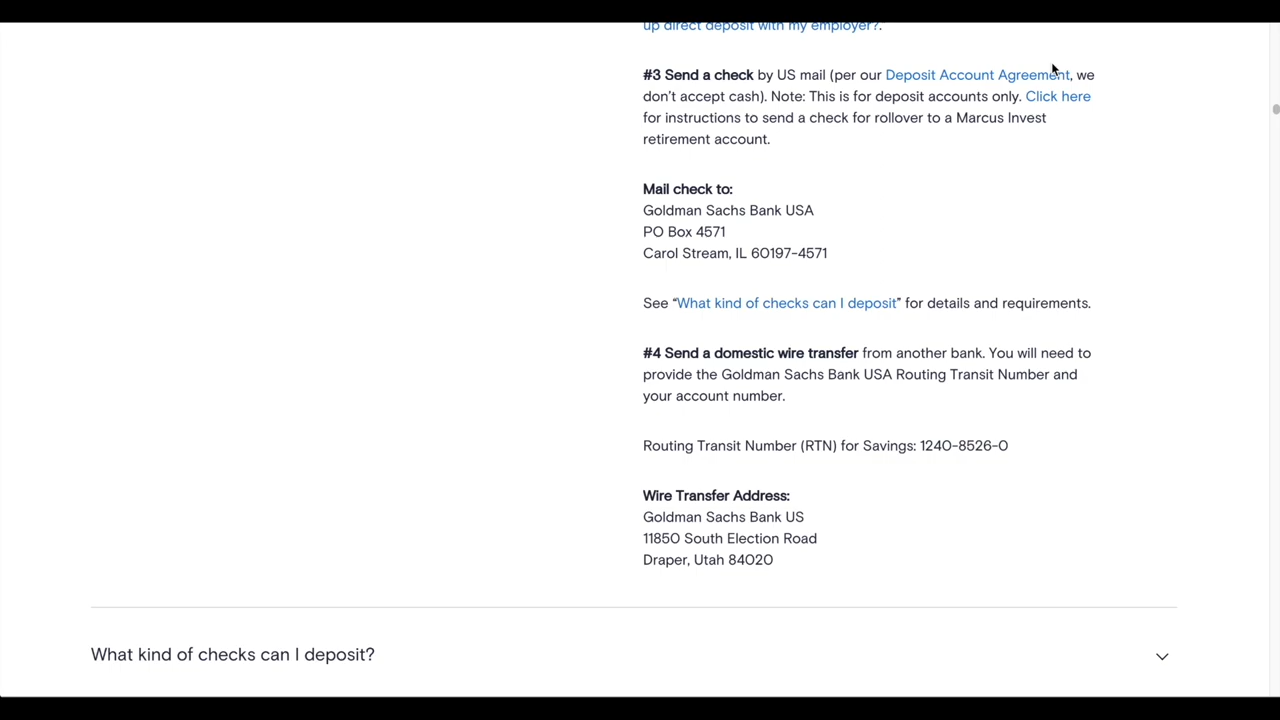 up direct deposit with my employer?.
#3 Send a check by US mail (per our Deposit Account Agreement, we
don't accept cash). Note: This is for deposit accounts only. Click here
for instructions to send a check for rollover to a Marcus Invest
retirement account.
Mail check to:
Goldman Sachs Bank USA
PO Box 4571
Carol Stream, IL 60197-4571
See “What kind of checks can I deposit” for details and requirements.
#4 Send a domestic wire transfer from another bank. You will need to
provide the Goldman Sachs Bank USA Routing Transit Number and
your account number.
Routing Transit Number (RTN) for Savings: 1240-8526-0
Wire Transfer Address:
Goldman Sachs Bank US
11850 South Election Road
Draper, Utah 84020
What kind of checks can I deposit?